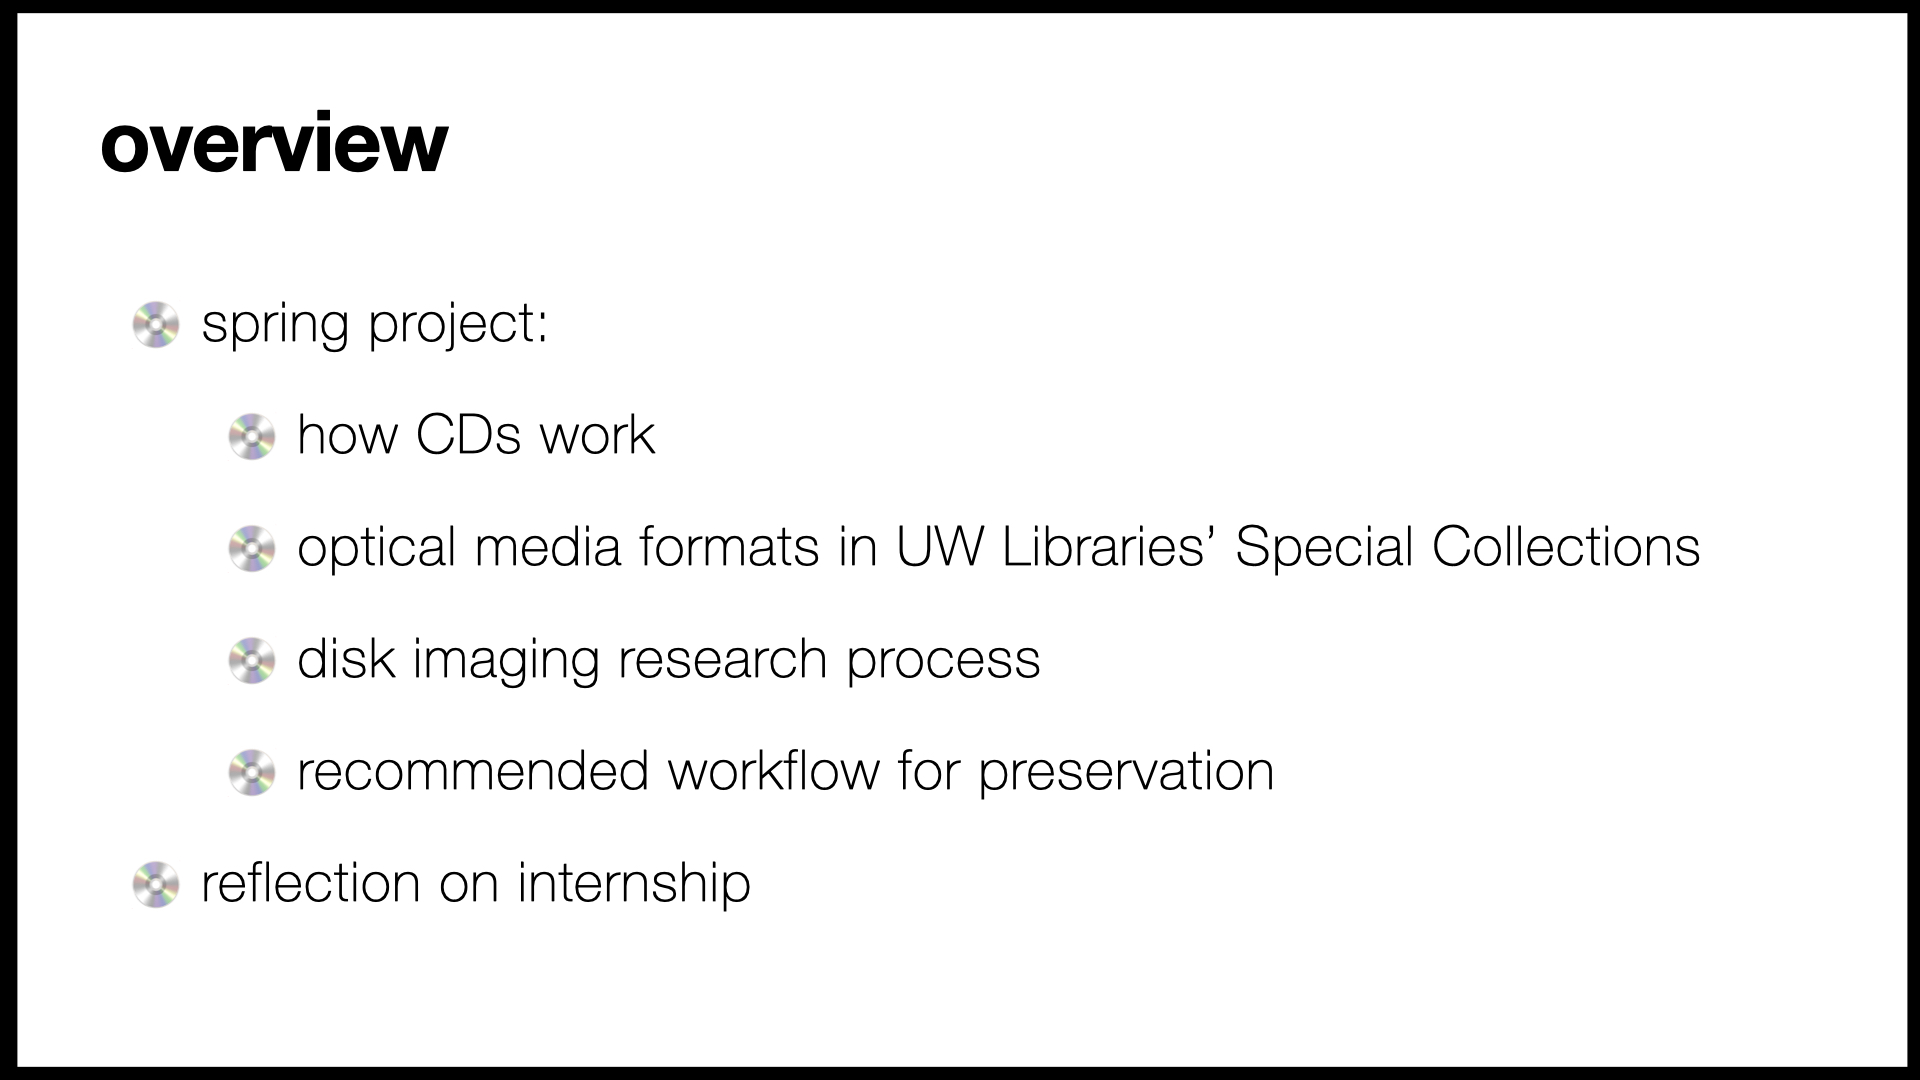 overview
spring project:
how CDs work
optical media formats in UW Libraries’ Special Collections
disk imaging research process
recommended workflow for preservation
reflection on internship